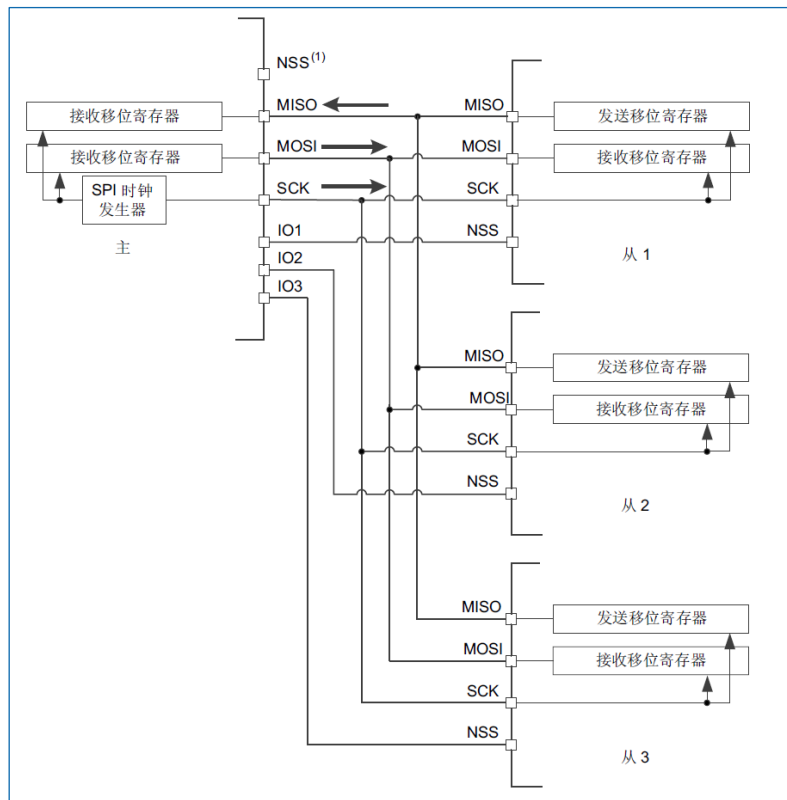 NSS(1)
接收移位寄存器
MISO
MISO
发送移位寄存器
接收移位寄存器
MOSI
MOSI
接收移位寄存器
SPI 时钟
发生器
SCK
SCK
主
IO1
NSS
从 1
IO2
IO3
MISO
发送移位寄存器
MOSI
接收移位寄存器
SCK
NSS
从 2
MISO
发送移位寄存器
MOSI
接收移位寄存器
SCK
NSS
从 3